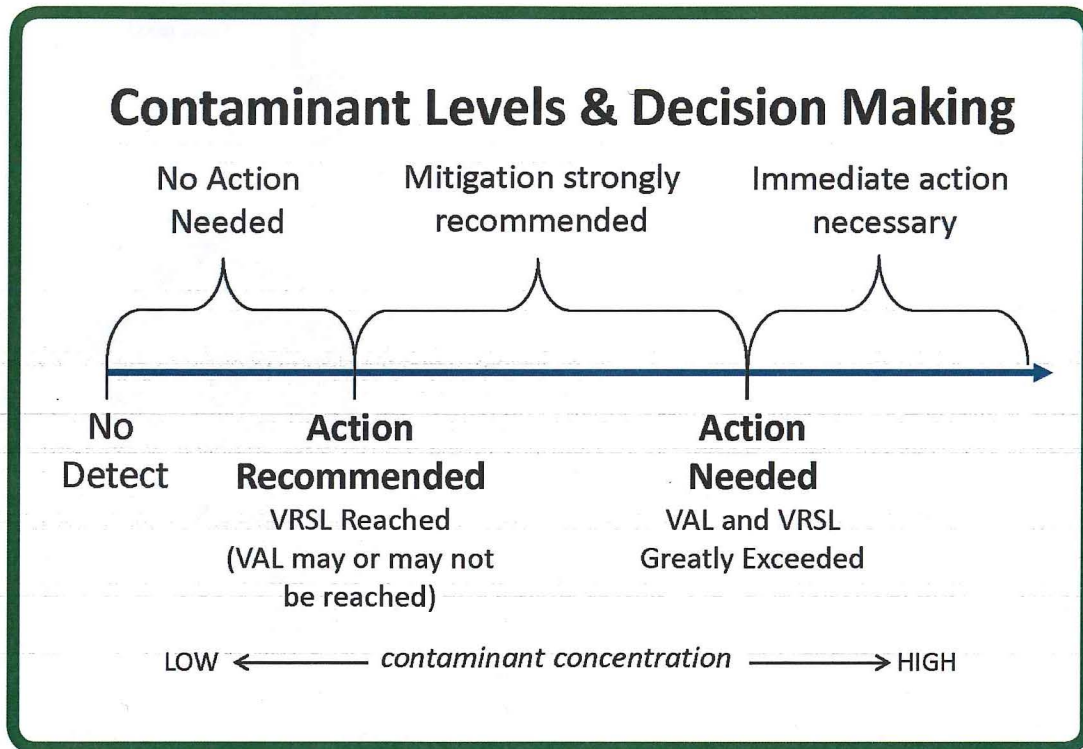 Contaminant Levels & Decision Making
No Action
Needed
Mitigation strongly
recommended
Immediate action
necessary
No
Detect
Action
Recommended
VRSL Reached
(VAL may or may not
be reached)
Action
Needed
VAL and VRSL
Greatly Exceeded
LOW
contaminant concentration
HIGH